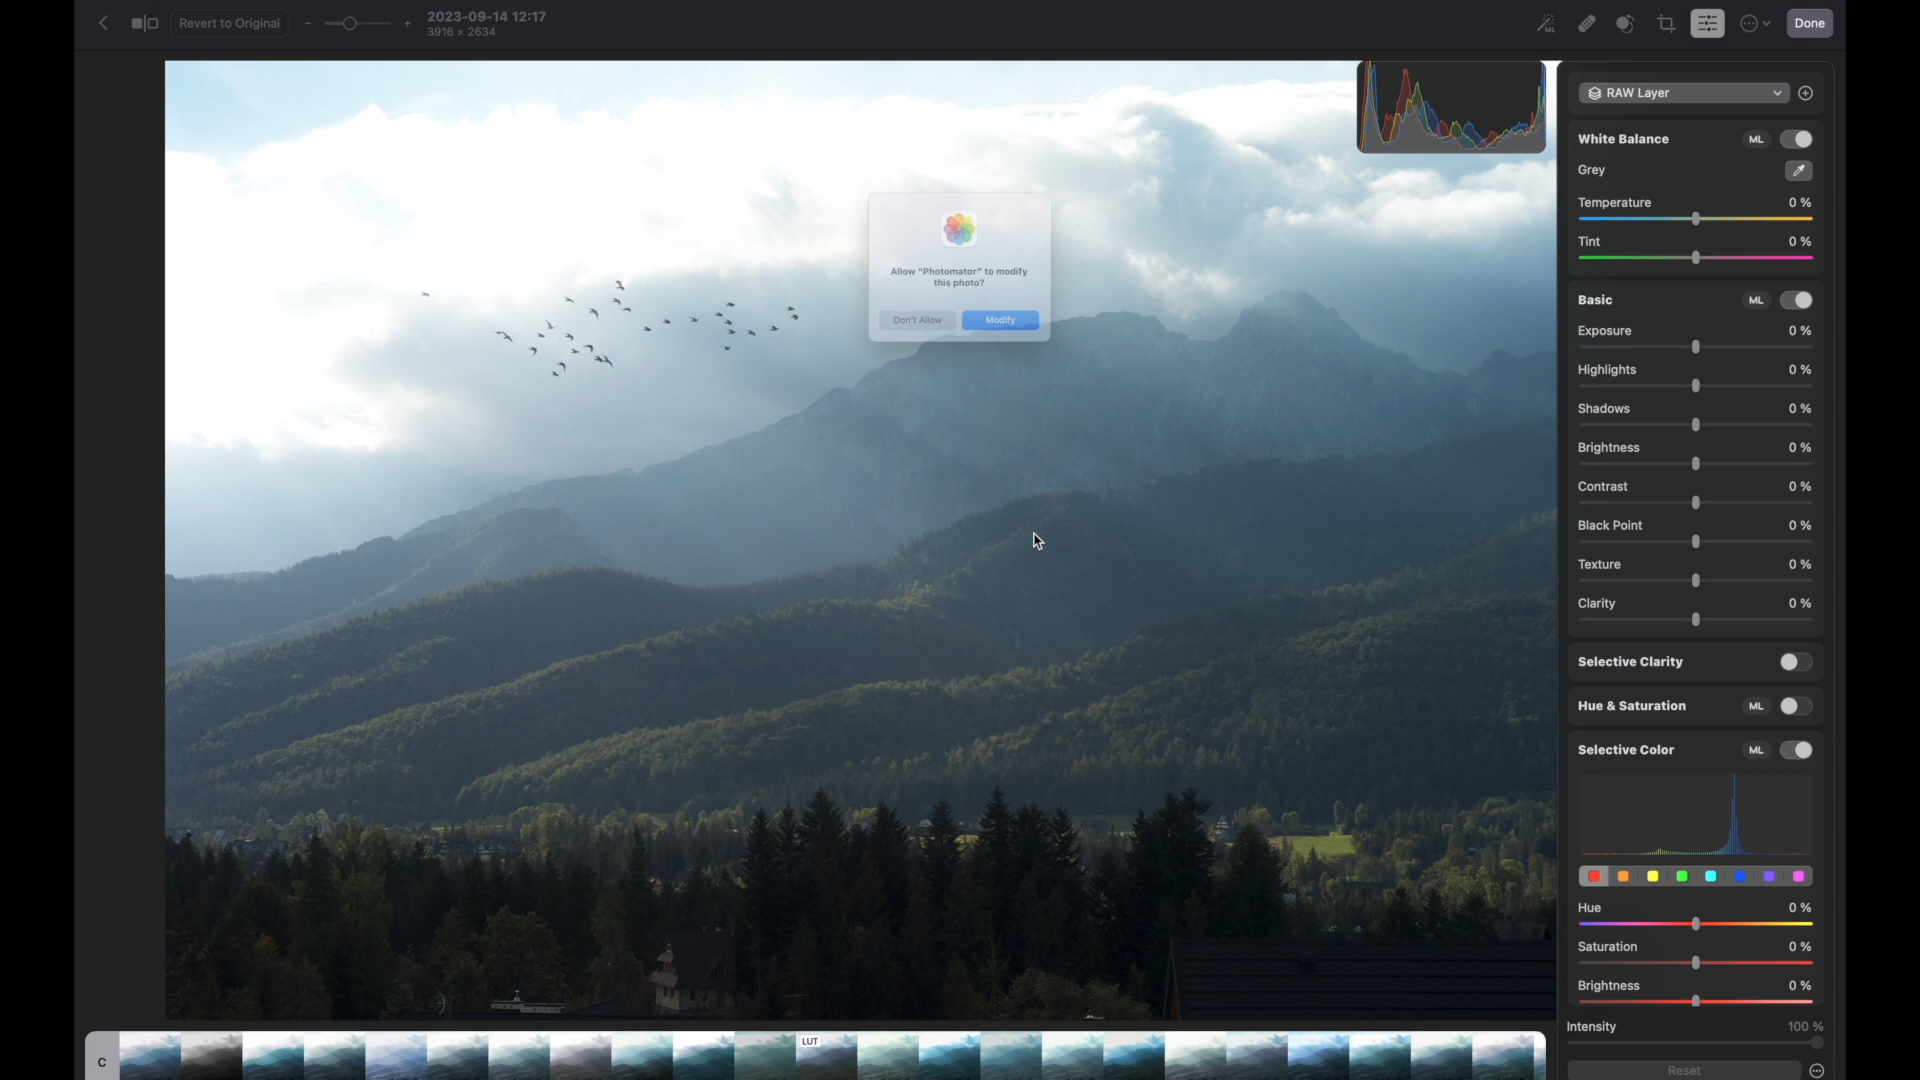 Revert to Original
2023-09-14 12:17
3916 × 2634
Done
RAW Layer
White Balance ML
Grey
Temperature 0 %
Tint 0 %
Allow “Photomator” to modify
this photo?
Don't Allow Modify
Basic ML
Exposure 0 %
Highlights 0 %
Shadows 0 %
Brightness 0 %
Contrast 0 %
Black Point 0 %
Texture 0 %
Clarity 0 %
Selective Clarity
Hue & Saturation ML
Selective Color ML
Hue 0 %
Saturation 0 %
Brightness 0 %
Intensity 100 %
Reset
C
LUT